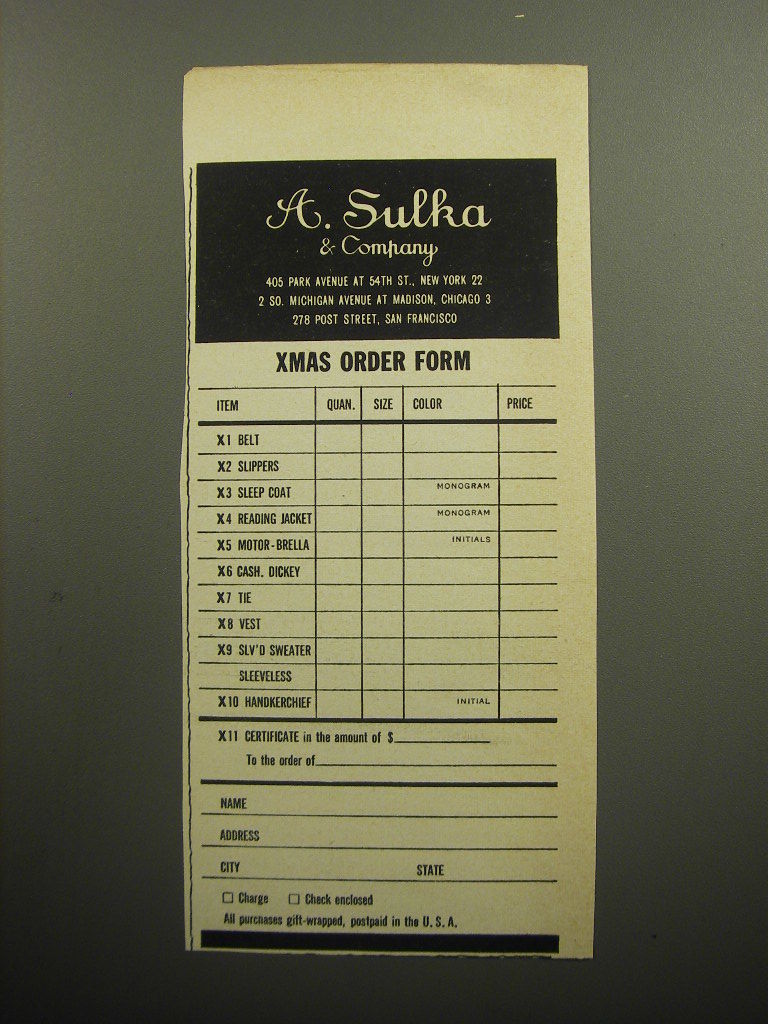 A. Sulka
& Company
405 PARK AVENUE AT 54TH ST., NEW YORK 22
2 SO. MICHIGAN AVENUE AT MADISON, CHICAGO 3
278 POST STREET, SAN FRANCISCO
XMAS ORDER FORM
ITEM QUAN. SIZE COLOR PRICE
X1 BELT
X2 SLIPPERS
X3 SLEEP COAT MONOGRAM
X4 READING JACKET MONOGRAM
X5 MOTOR-BRELLA INITIALS
X6 CASH. DICKEY
X7 TIE
X8 VEST
X9 SLV'D SWEATER
SLEEVELESS
X10 HANDKERCHIEF INITIAL
X11 CERTIFICATE in the amount of $
To the order of
NAME
ADDRESS
CITY STATE
Charge Check enclosed
All purchases gift-wrapped, postpaid in the U. S. A.